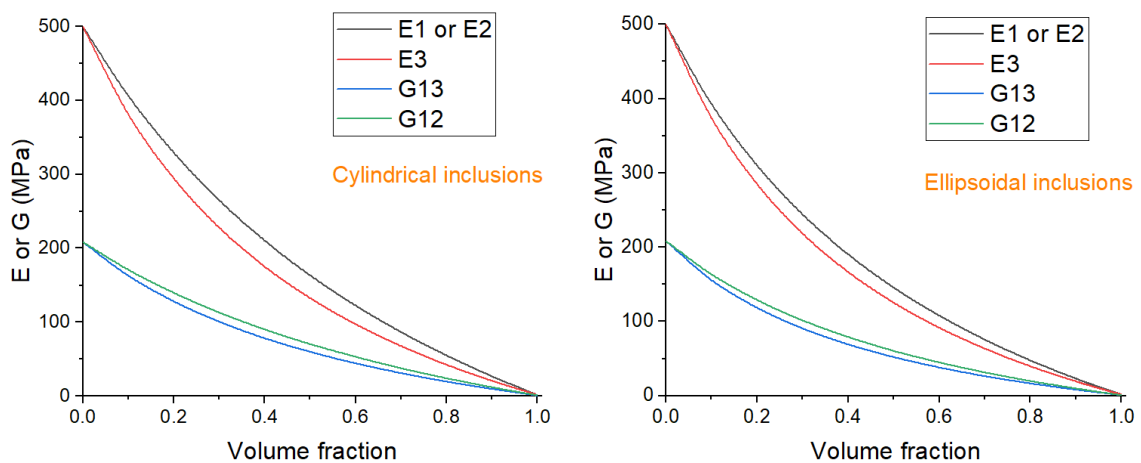 500
400
300
200
100
0
E or G (MPa)
0.0 0.2 0.4 0.6 0.8 1.0
Volume fraction
E1 or E2
E3
G13
G12
Cylindrical inclusions
500
400
300
200
100
0
E or G (MPa)
0.0 0.2 0.4 0.6 0.8 1.0
Volume fraction
E1 or E2
E3
G13
G12
Ellipsoidal inclusions